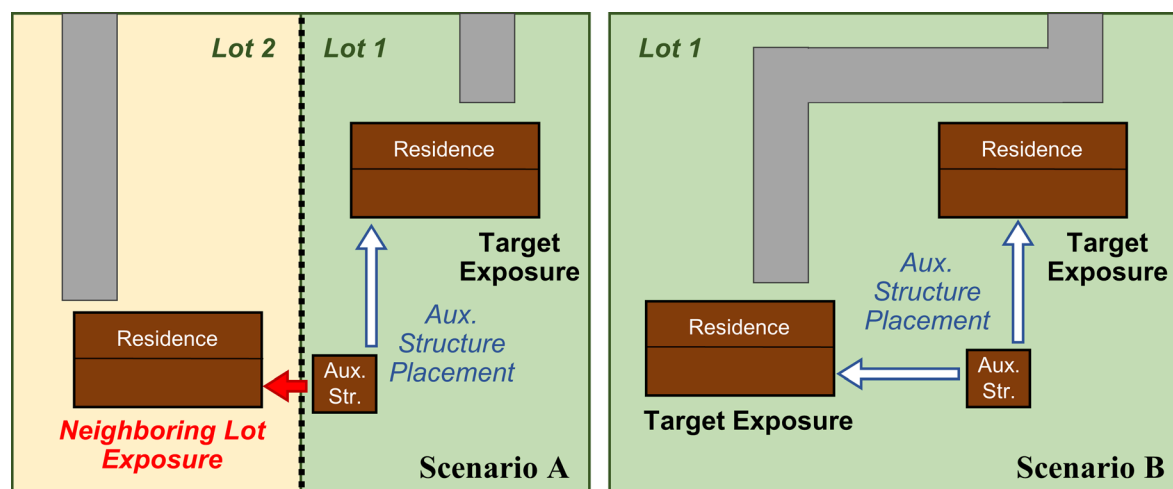 Lot 2
Lot 1
Residence
Target
Exposure
Aux.
Structure
Placement
Residence
Aux.
Str.
Neighboring Lot
Exposure
Scenario A
Lot 1
Residence
Target
Exposure
Aux.
Structure
Placement
Residence
Aux.
Str.
Target Exposure
Scenario B